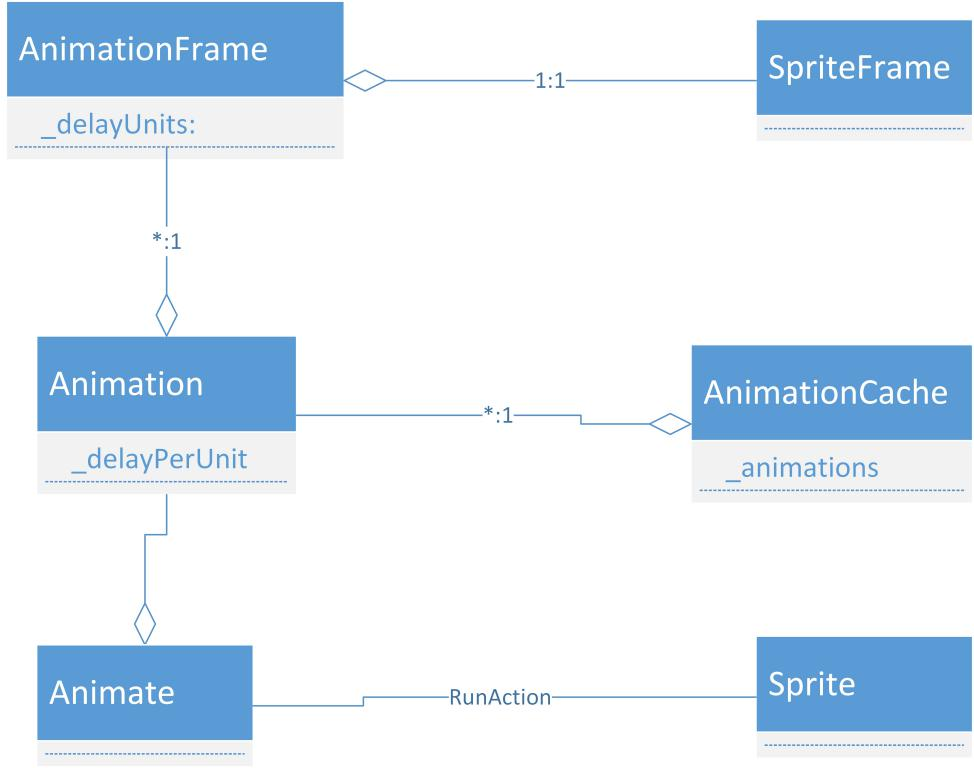 AnimationFrame
_delayUnits:
1:1
SpriteFrame
*:1
Animation
_delayPerUnit
*:1
AnimationCache
_animations
Animate
RunAction
Sprite